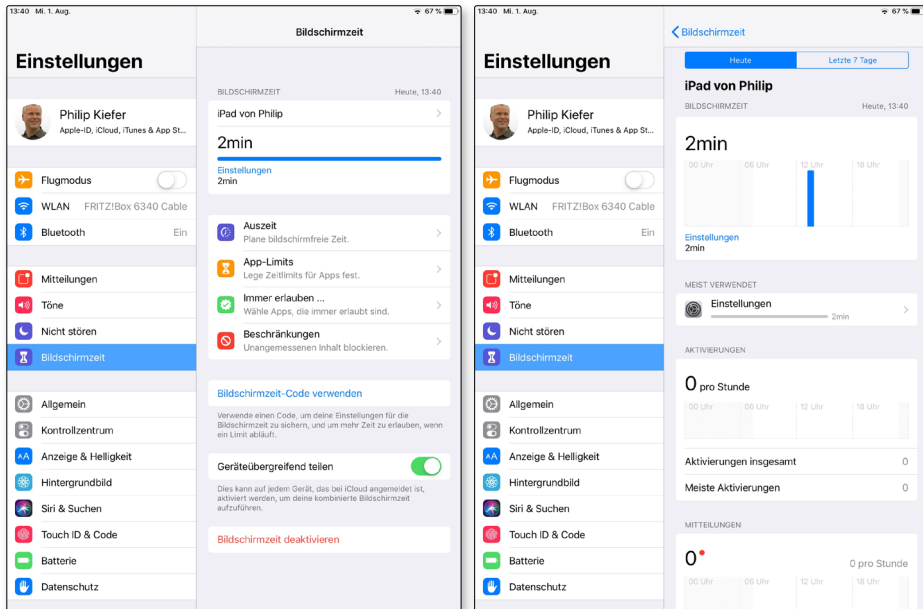 13:40 Mi. 1. Aug.
67 %
Einstellungen
Philip Kiefer
Apple-ID, iCloud, iTunes & App St...
Flugmodus
WLAN FRITZ!Box 6340 Cable
Bluetooth Ein
Mitteilungen
Töne
Nicht stören
Bildschirmzeit
Allgemein
Kontrollzentrum
AA Anzeige & Helligkeit
Hintergrundbild
Siri & Suchen
Touch ID & Code
Batterie
Datenschutz
Bildschirmzeit
BILDSCHIRMZEIT Heute, 13:40
iPad von Philip
2min
Einstellungen
2min
Auszeit
Plane bildschirmfreie Zeit.
App-Limits
Lege Zeitlimits für Apps fest.
Immer erlauben ...
Wähle Apps, die immer erlaubt sind.
Beschränkungen
Unangemessenen Inhalt blockieren.
Bildschirmzeit-Code verwenden
Verwende einen Code, um deine Einstellungen für die
Bildschirmzeit zu sichern, und um mehr Zeit zu erlauben, wenn
ein Limit abläuft.
Geräteübergreifend teilen
Dies kann auf jedem Gerät, das bei iCloud angemeldet ist,
aktiviert werden, um deine kombinierte Bildschirmzeit
aufzuführen.
Bildschirmzeit deaktivieren
13:40 Mi. 1. Aug.
67 %
Einstellungen
Philip Kiefer
Apple-ID, iCloud, iTunes & App St...
Flugmodus
WLAN FRITZ!Box 6340 Cable
Bluetooth Ein
Mitteilungen
Töne
Nicht stören
Bildschirmzeit
Allgemein
Kontrollzentrum
AA Anzeige & Helligkeit
Hintergrundbild
Siri & Suchen
Touch ID & Code
Batterie
Datenschutz
Bildschirmzeit
Heute Letzte 7 Tage
iPad von Philip
BILDSCHIRMZEIT Heute, 13:40
2min
00 Uhr 06 Uhr 12 Uhr 18 Uhr
Einstellungen
2min
MEIST VERWENDET
Einstellungen
2min
AKTIVIERUNGEN
0 pro Stunde
00 Uhr 06 Uhr 12 Uhr 18 Uhr
Aktivierungen insgesamt 0
Meiste Aktivierungen 0
MITTEILUNGEN
0 0 pro Stunde
00 Uhr 06 Uhr 12 Uhr 18 Uhr